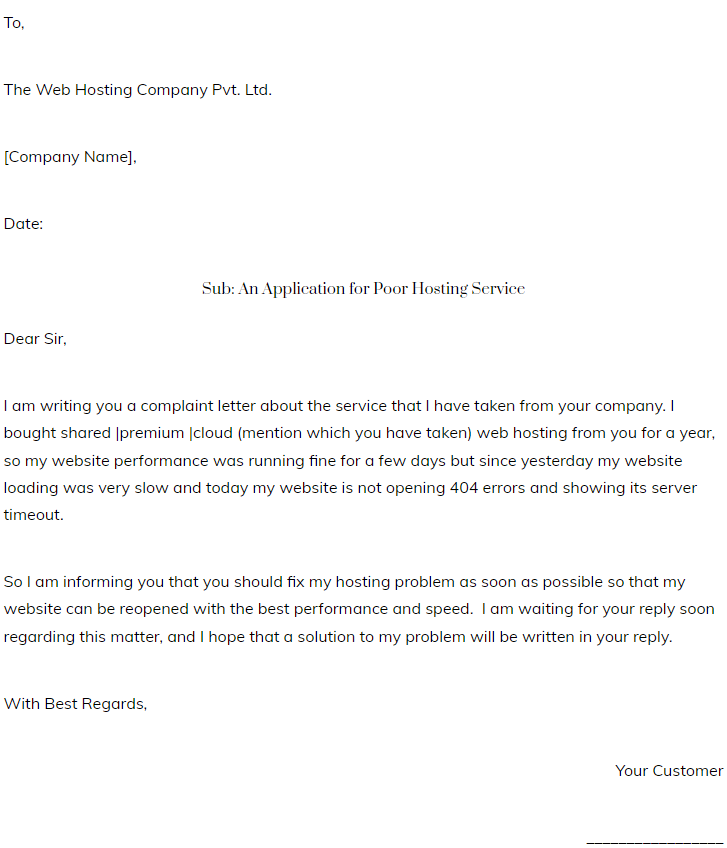 To,
The Web Hosting Company Pvt. Ltd.
[Company Name],
Date:
Sub: An Application for Poor Hosting Service
Dear Sir,
I am writing you a complaint letter about the service that I have taken from your company. I
bought shared |premium |cloud (mention which you have taken) web hosting from you for a year,
so my website performance was running fine for a few days but since yesterday my website
loading was very slow and today my website is not opening 404 errors and showing its server
timeout.
So I am informing you that you should fix my hosting problem as soon as possible so that my
website can be reopened with the best performance and speed.  I am waiting for your reply soon
regarding this matter, and I hope that a solution to my problem will be written in your reply.
With Best Regards,
Your Customer
_________________